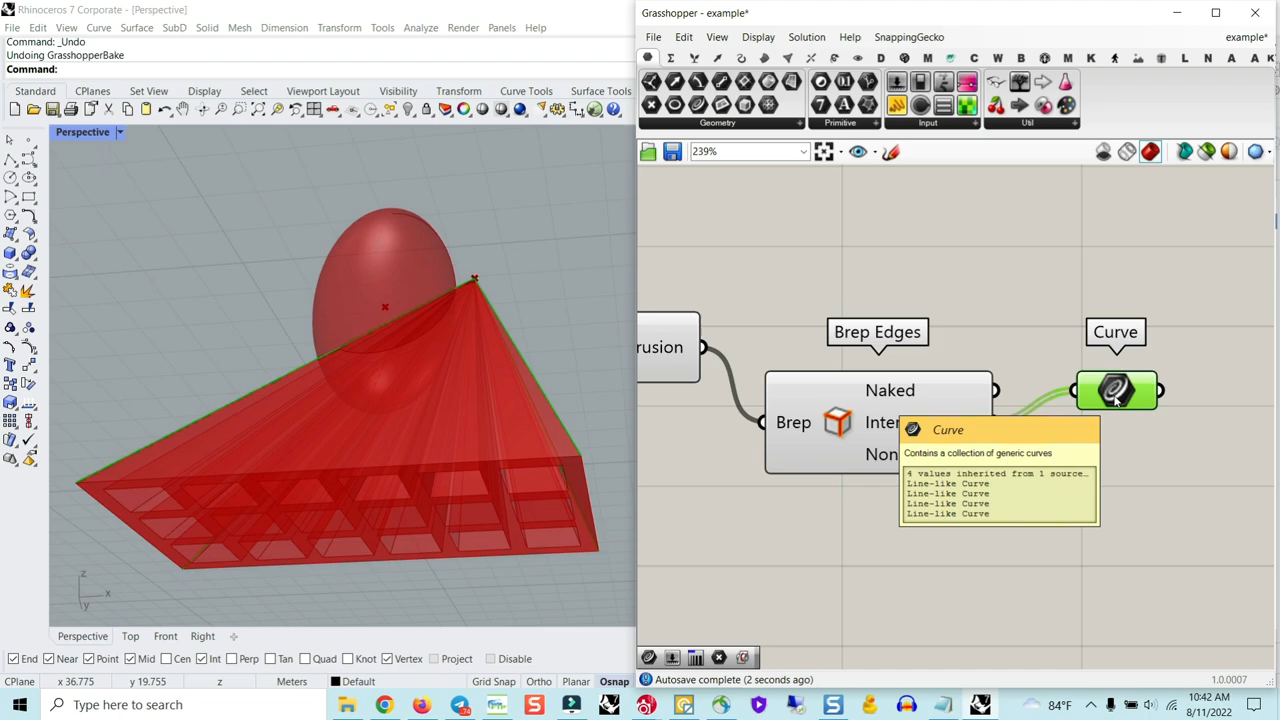 Rhinoceros 7 Corporate - [Perspective]
File Edit View Curve Surface SubD Solid Mesh Dimension Transform Tools Analyze Render Panels Help
Command: _Undo
Undoing GrasshopperBake
Command:
Standard CPlanes Set View Display Select Viewport Layout Visibility Transform Curve Tools Surface Tools
Perspective
z
x
y
Perspective Top Front Right
End Near Point Mid Cen Int Perp Tan Quad Knot Vertex Project Disable
CPlane x 36.775 y 19.755 z Meters Default Grid Snap Ortho Planar Osnap
Grasshopper - example*
File Edit View Display Solution Help SnappingGecko example*
Geometry Primitive Input Util
239%
rusion
Brep Edges
Brep
Naked
Inter
Non
Curve
Curve
Contains a collection of generic curves
4 values inherited from 1 source…
Line-like Curve
Line-like Curve
Line-like Curve
Line-like Curve
Autosave complete (2 seconds ago) 1.0.0007
Type here to search
74
84°F
10:42 AM
8/11/2022